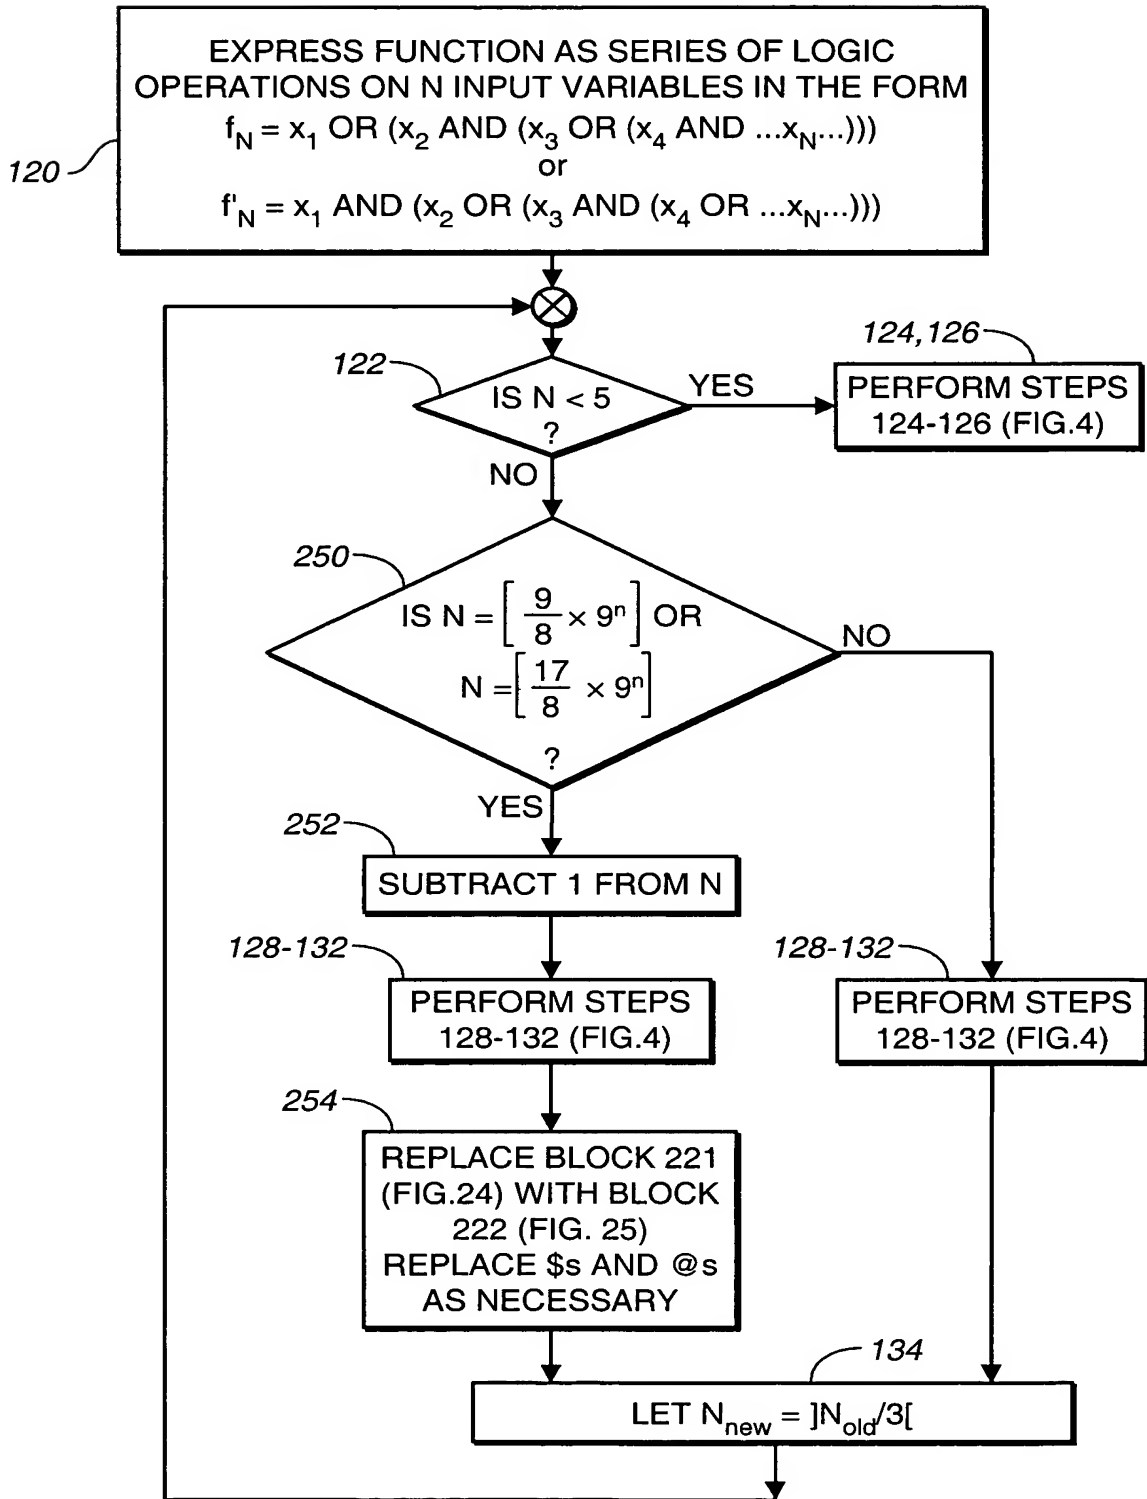 EXPRESS FUNCTION AS SERIES OF LOGIC
OPERATIONS ON N INPUT VARIABLES IN THE FORM
f_N = x_1 OR (x_2 AND (x_3 OR (x_4 AND ...x_N...)))
or
f'_N = x_1 AND (x_2 OR (x_3 AND (x_4 OR ...x_N...)))
120
122
IS N < 5
?
YES
NO
124,126
PERFORM STEPS
124-126 (FIG.4)
250
IS N = [9/8 × 9ⁿ] OR
N = [17/8 × 9ⁿ]
?
NO
YES
252
SUBTRACT 1 FROM N
128-132
PERFORM STEPS
128-132 (FIG.4)
128-132
PERFORM STEPS
128-132 (FIG.4)
254
REPLACE BLOCK 221
(FIG.24) WITH BLOCK
222 (FIG. 25)
REPLACE $s AND @s
AS NECESSARY
134
LET N_new = ]N_old/3[